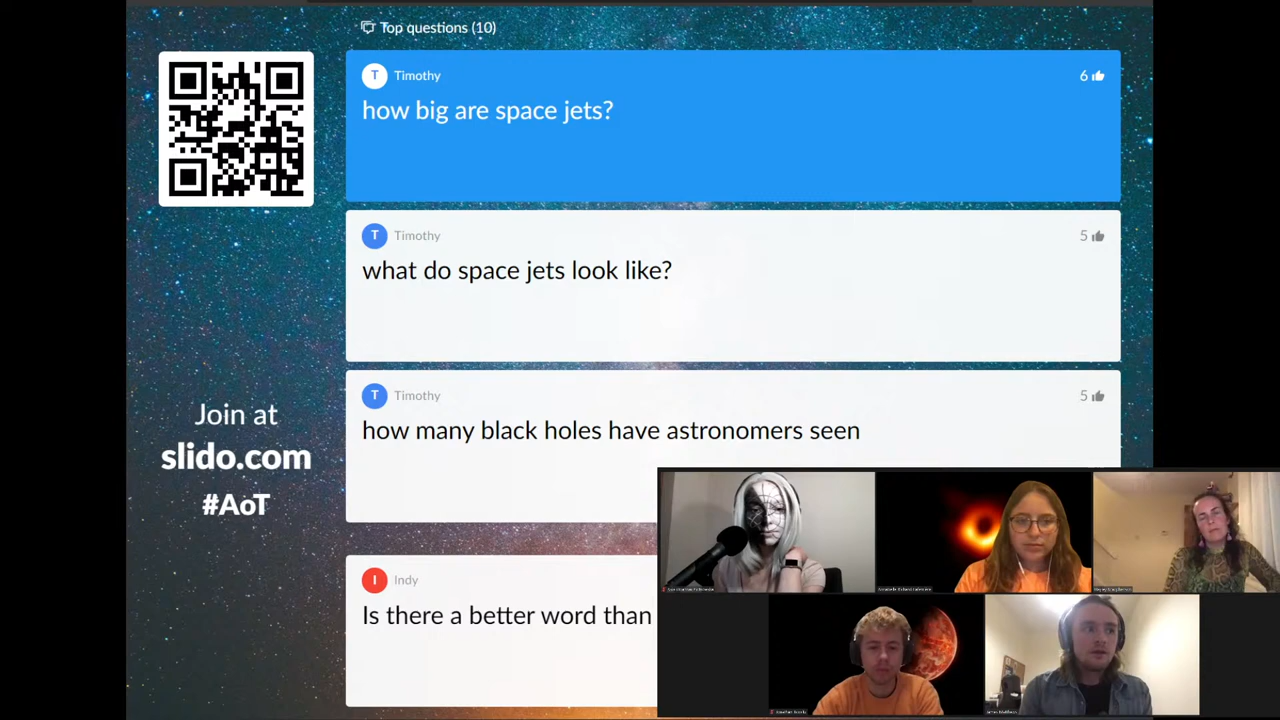 Top questions (10)
T Timothy 6
how big are space jets?
T Timothy 5
what do space jets look like?
T Timothy 5
how many black holes have astronomers seen
I Indy
Is there a better word than
Join at
slido.com
#AoT